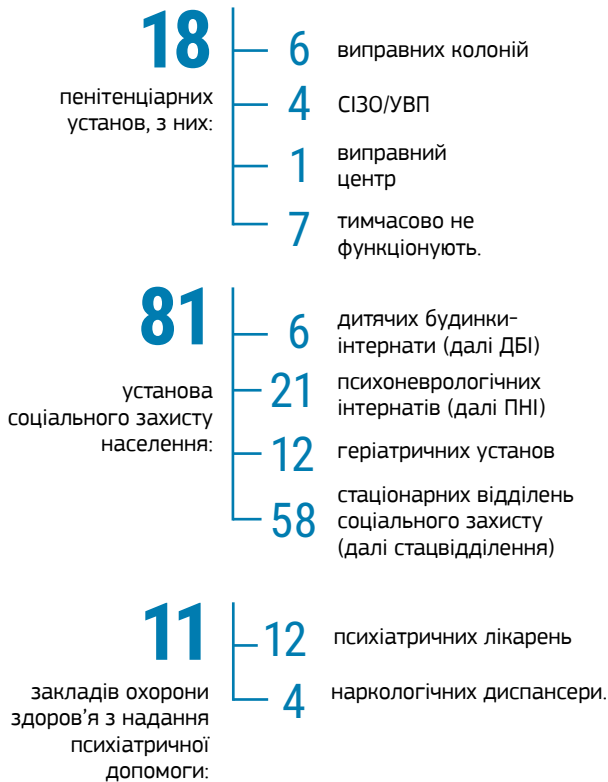 18
пенітенціарних
установ, з них:
6
виправних колоній
4
СІЗО/УВП
1
виправний
центр
7
тимчасово не
функціонують.
81
установа
соціального захисту
населення:
6
дитячих будинки-
інтернати (далі ДБІ)
21
психоневрологічних
інтернатів (далі ПНІ)
12
геріатричних установ
58
стаціонарних відділень
соціального захисту
(далі стацвідділення)
11
закладів охорони
здоров’я з надання
психіатричної
допомоги:
12
психіатричних лікарень
4
наркологічних диспансери.